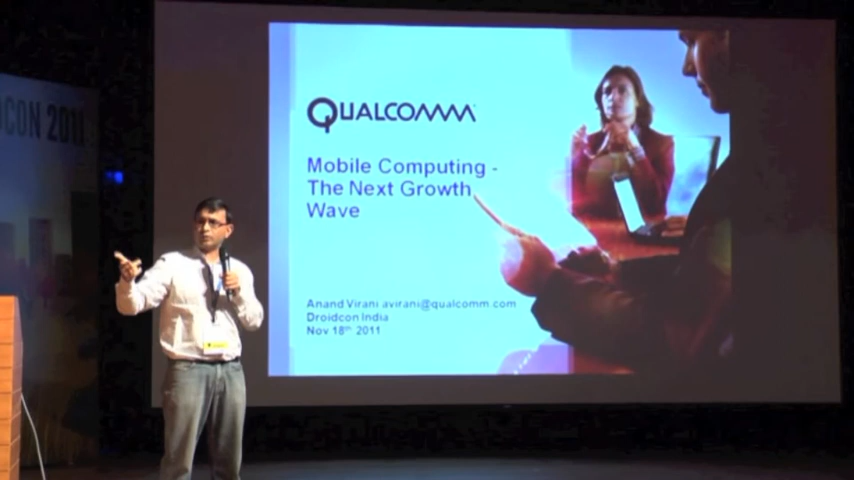 CON 2011
QUALCOMM
Mobile Computing -
The Next Growth
Wave
Anand Virani avirani@qualcomm.com
Droidcon India
Nov 18th 2011